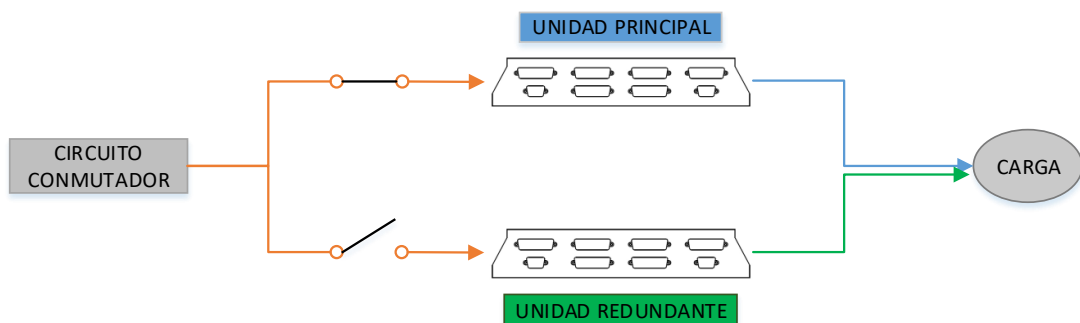 UNIDAD PRINCIPAL
CIRCUITO
CONMUTADOR
CARGA
UNIDAD REDUNDANTE